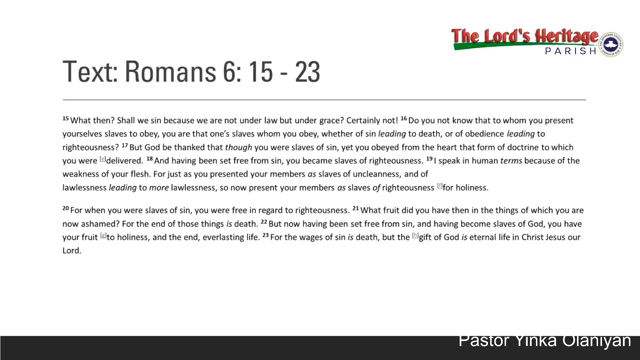 The Lord's Heritage
PARISH
Text: Romans 6: 15 - 23
15 What then? Shall we sin because we are not under law but under grace? Certainly not! 16 Do you not know that to whom you present
yourselves slaves to obey, you are that one's slaves whom you obey, whether of sin leading to death, or of obedience leading to
righteousness? 17 But God be thanked that though you were slaves of sin, yet you obeyed from the heart that form of doctrine to which
you were [c]delivered. 18 And having been set free from sin, you became slaves of righteousness. 19 I speak in human terms because of the
weakness of your flesh. For just as you presented your members as slaves of uncleanness, and of
lawlessness leading to more lawlessness, so now present your members as slaves of righteousness [f]for holiness.
20 For when you were slaves of sin, you were free in regard to righteousness. 21 What fruit did you have then in the things of which you are
now ashamed? For the end of those things is death. 22 But now having been set free from sin, and having become slaves of God, you have
your fruit [g]to holiness, and the end, everlasting life. 23 For the wages of sin is death, but the [h]gift of God is eternal life in Christ Jesus our
Lord.
Pastor Yinka Olaniyan